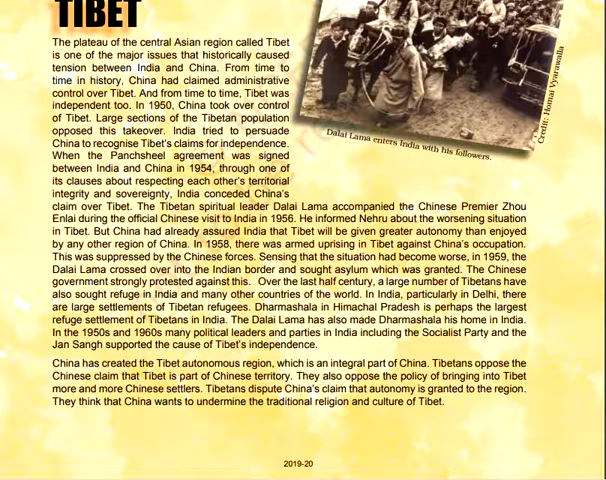 TIBET
The plateau of the central Asian region called Tibet
is one of the major issues that historically caused
tension between India and China. From time to
time in history, China had claimed administrative
control over Tibet. And from time to time, Tibet was
independent too. In 1950, China took over control
of Tibet. Large sections of the Tibetan population
opposed this takeover. India tried to persuade
China to recognise Tibet's claims for independence.
When the Panchsheel agreement was signed
between India and China in 1954, through one of
its clauses about respecting each other's territorial
integrity and sovereignty, India conceded China's
claim over Tibet. The Tibetan spiritual leader Dalai Lama accompanied the Chinese Premier Zhou
Enlai during the official Chinese visit to India in 1956. He informed Nehru about the worsening situation
in Tibet. But China had already assured India that Tibet will be given greater autonomy than enjoyed
by any other region of China. In 1958, there was armed uprising in Tibet against China's occupation.
This was suppressed by the Chinese forces. Sensing that the situation had become worse, in 1959, the
Dalai Lama crossed over into the Indian border and sought asylum which was granted. The Chinese
government strongly protested against this. Over the last half century, a large number of Tibetans have
also sought refuge in India and many other countries of the world. In India, particularly in Delhi, there
are large settlements of Tibetan refugees. Dharmashala in Himachal Pradesh is perhaps the largest
refuge settlement of Tibetans in India. The Dalai Lama has also made Dharmashala his home in India.
In the 1950s and 1960s many political leaders and parties in India including the Socialist Party and the
Jan Sangh supported the cause of Tibet's independence.
China has created the Tibet autonomous region, which is an integral part of China. Tibetans oppose the
Chinese claim that Tibet is part of Chinese territory. They also oppose the policy of bringing into Tibet
more and more Chinese settlers. Tibetans dispute China's claim that autonomy is granted to the region.
They think that China wants to undermine the traditional religion and culture of Tibet.
Dalai Lama enters India with his followers.
Credit: Homai Vyarawalla
2019-20